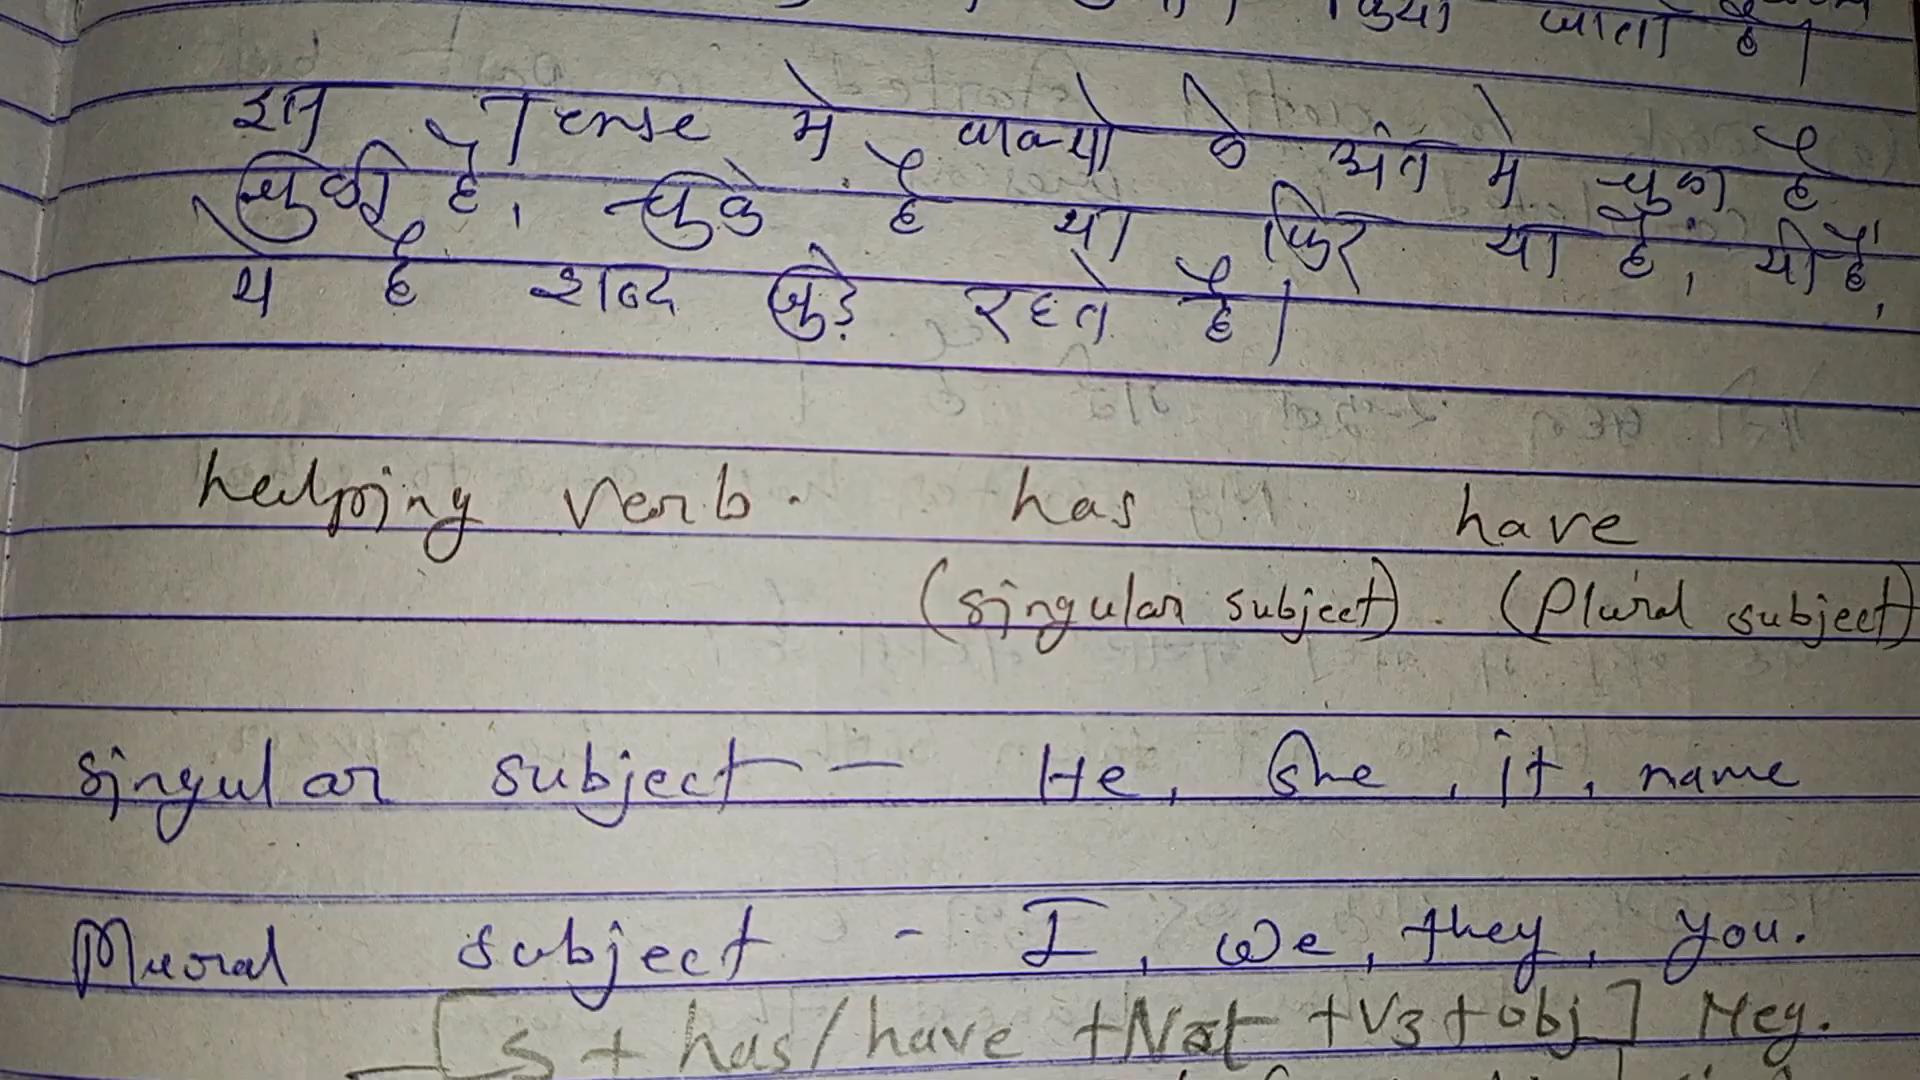 किया जाता है।
इस Tense मे वाक्यो के अंत मे चुका है
चुकी है, चुके है या फिर या है, यी है,
ये है शब्द जुड़े रहते है।
helping verb. has have
(singular subject). (Plural subject)
singular subject - He, She, it, name
Plural subject - I, we, they, you.
[S + has/have +Not +V3+obj] Neg.